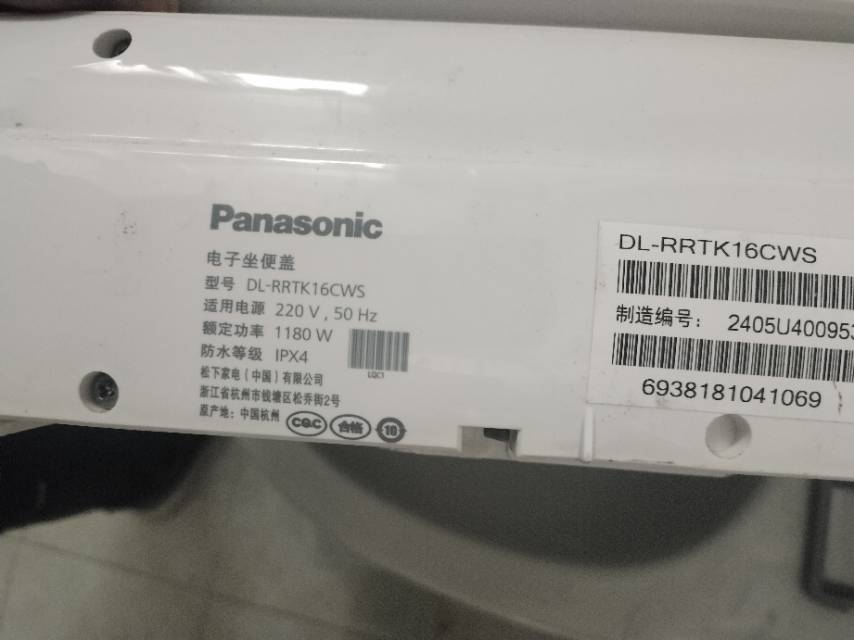 Panasonic
电子坐便盖
型号 DL-RRTK16CWS
适用电源 220 V , 50 Hz
额定功率 1180 W
防水等级 IPX4
LQC1
松下家电（中国）有限公司
浙江省杭州市钱塘区松乔街2号
原产地：中国杭州
CQC 合格 10
DL-RRTK16CWS
制造编号： 2405U400953
6938181041069